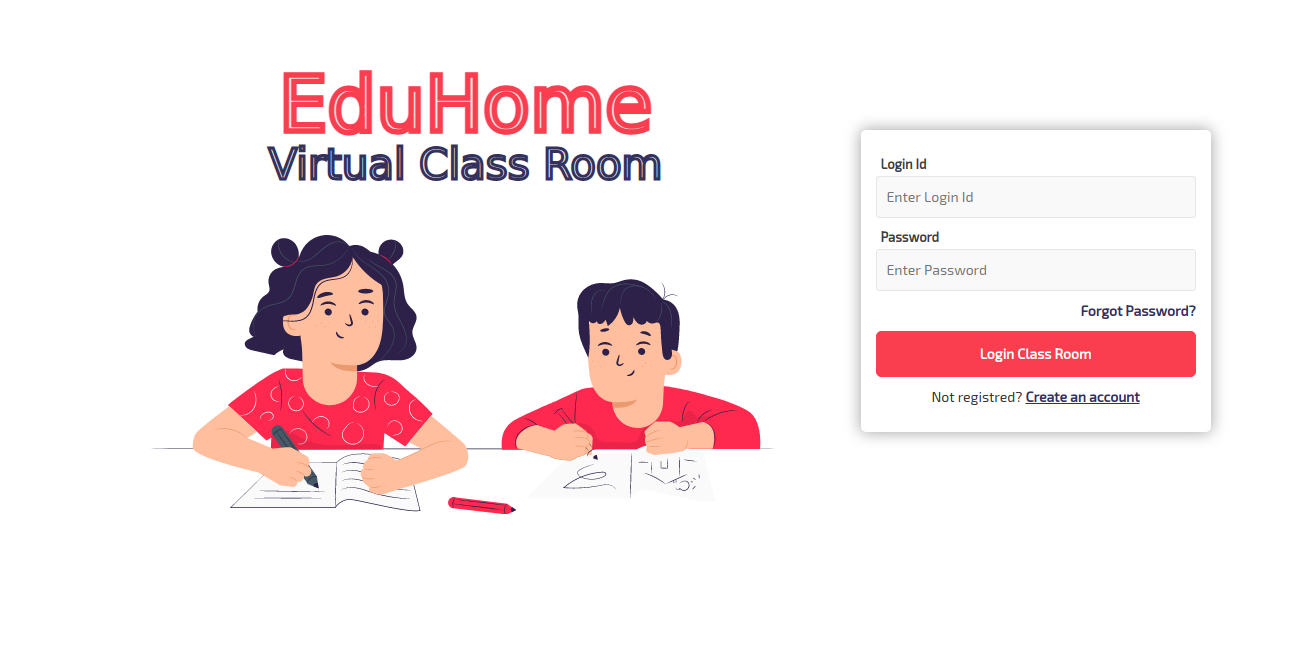 EduHome
Virtual Class Room
Login Id
Enter Login Id
Password
Enter Password
Forgot Password?
Login Class Room
Not registred? Create an account